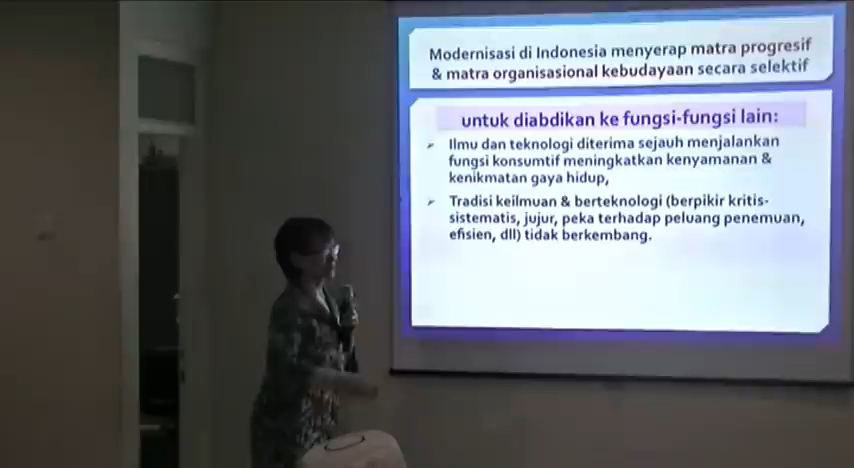 Modernisasi di Indonesia menyerap matra progresif
& matra organisasional kebudayaan secara selektif
untuk diabdikan ke fungsi-fungsi lain:
Ilmu dan teknologi diterima sejauh menjalankan
fungsi konsumtif meningkatkan kenyamanan &
kenikmatan gaya hidup,
Tradisi keilmuan & berteknologi (berpikir kritis-
sistematis, jujur, peka terhadap peluang penemuan,
efisien, dll) tidak berkembang.